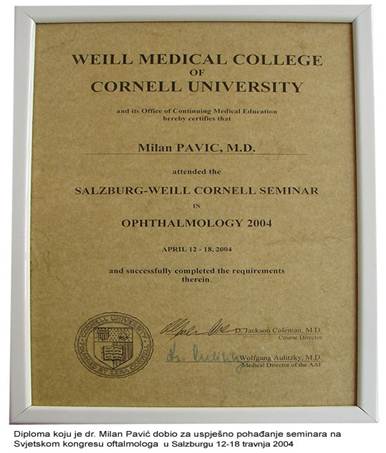 WEILL MEDICAL COLLEGE
OF
CORNELL UNIVERSITY
and its Office of Continuing Medical Education
hereby certifies that
Milan PAVIC, M.D.
attended the
SALZBURG-WEILL CORNELL SEMINAR
IN
OPHTHALMOLOGY 2004
APRIL 12 - 18, 2004
and successfully completed the requirements
therein.
D. Jackson Coleman, M.D.
Course Director
Wolfgang Aulitzky, M.D.
Medical Director of the AAF
CORNELL UNIVERSITY
Diploma koju je dr. Milan Pavić dobio za uspješno pohađanje seminara na
Svjetskom kongresu oftalmologa u Salzburgu 12-18 travnja 2004